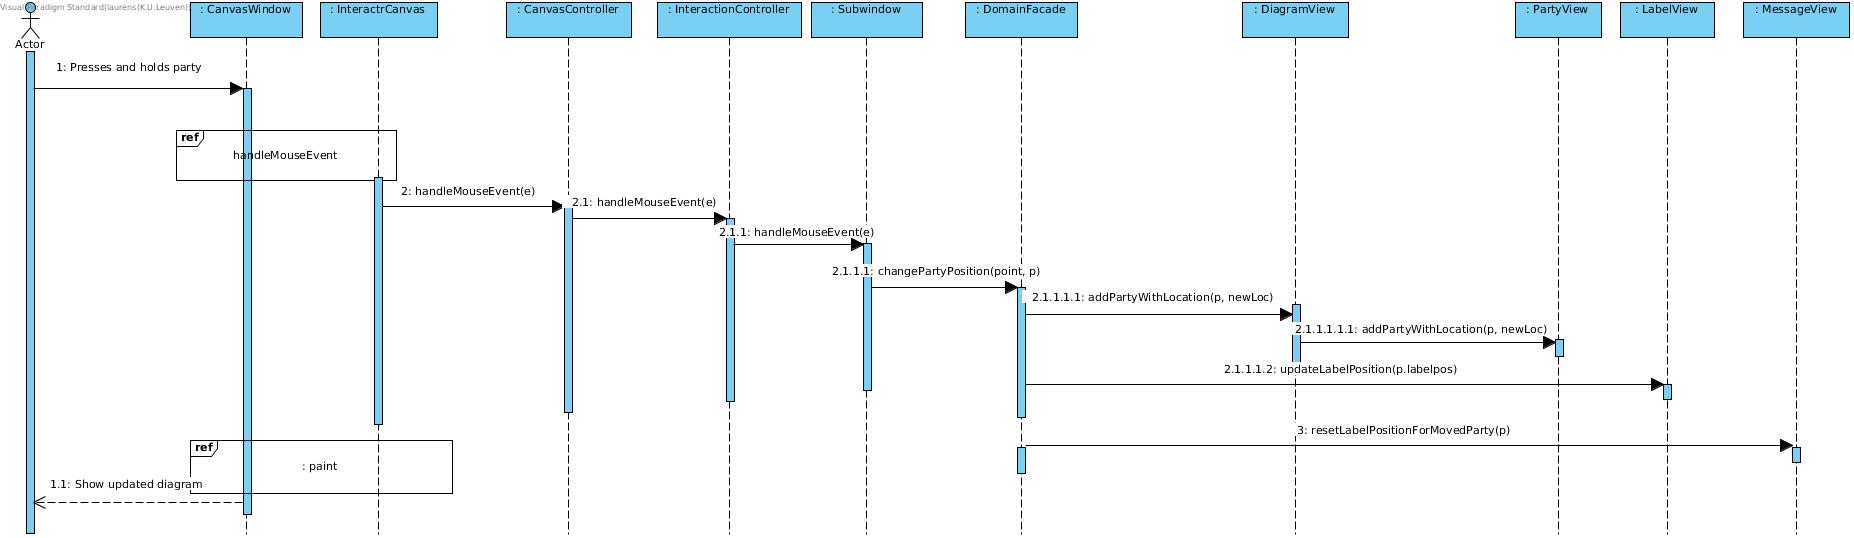 Visual Paradigm Standard(laurens(K.U.Leuven))
: CanvasWindow
: InteractrCanvas
: CanvasController
: InteractionController
: Subwindow
: DomainFacade
: DiagramView
: PartyView
: LabelView
: MessageView
Actor
1: Presses and holds party
ref
handleMouseEvent
2: handleMouseEvent(e)
2.1: handleMouseEvent(e)
2.1.1: handleMouseEvent(e)
2.1.1.1: changePartyPosition(point, p)
2.1.1.1.1: addPartyWithLocation(p, newLoc)
2.1.1.1.1.1: addPartyWithLocation(p, newLoc)
2.1.1.1.2: updateLabelPosition(p.labelpos)
3: resetLabelPositionForMovedParty(p)
ref
: paint
1.1: Show updated diagram